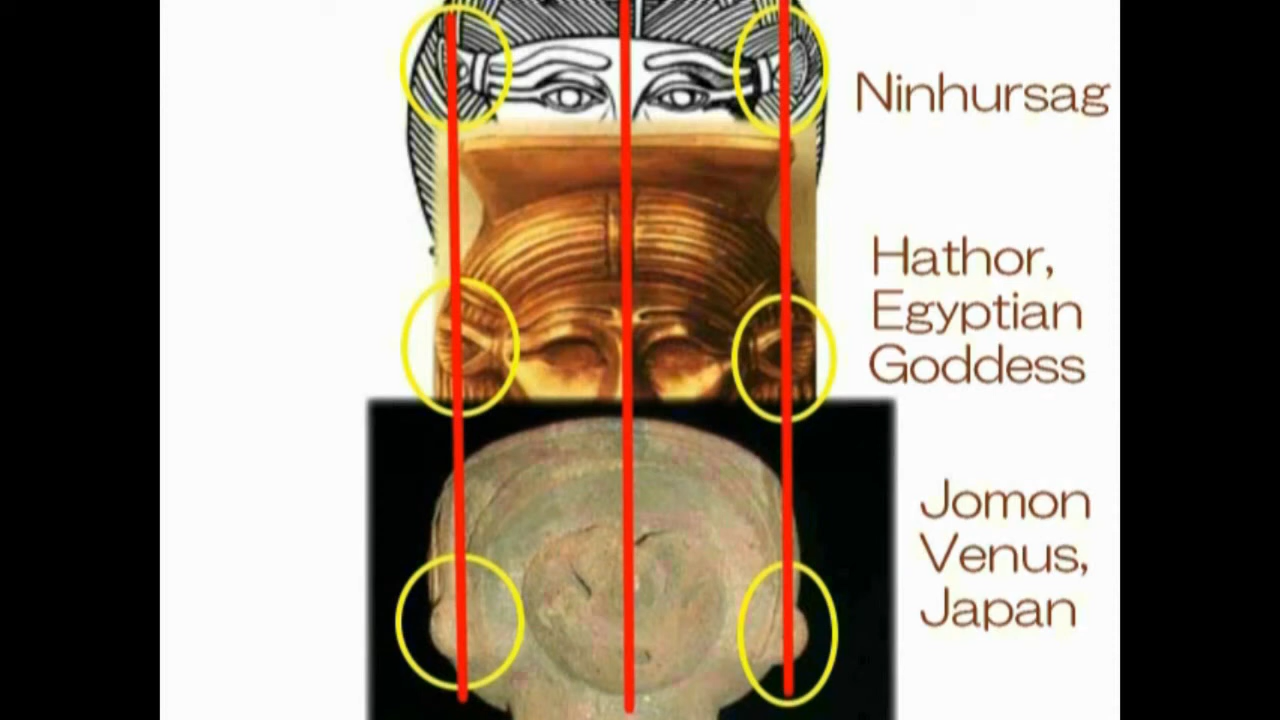 Ninhursag
Hathor,
Egyptian
Goddess
Jomon
Venus,
Japan